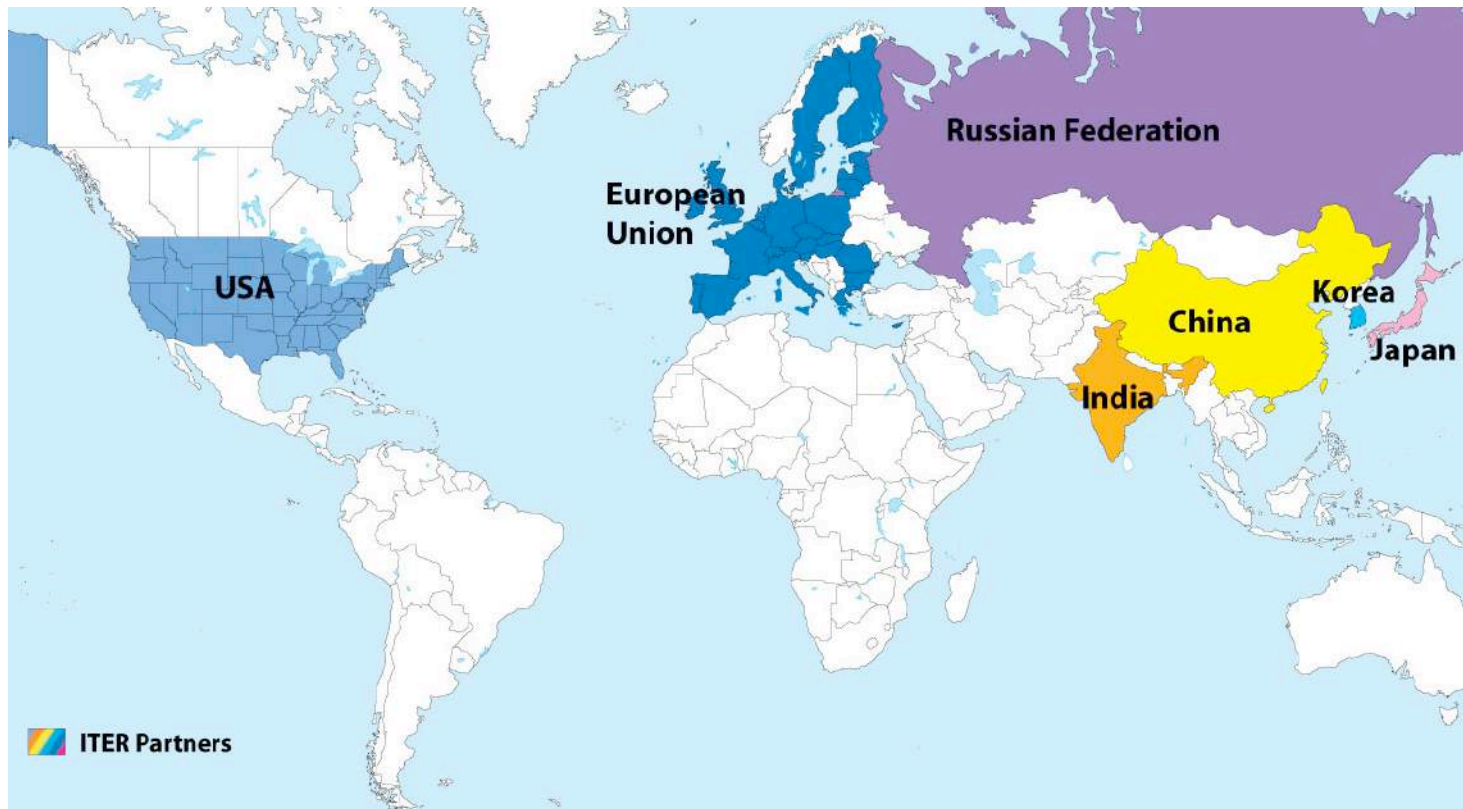 Russian Federation
European
Union
USA
Korea
China
Japan
India
ITER Partners